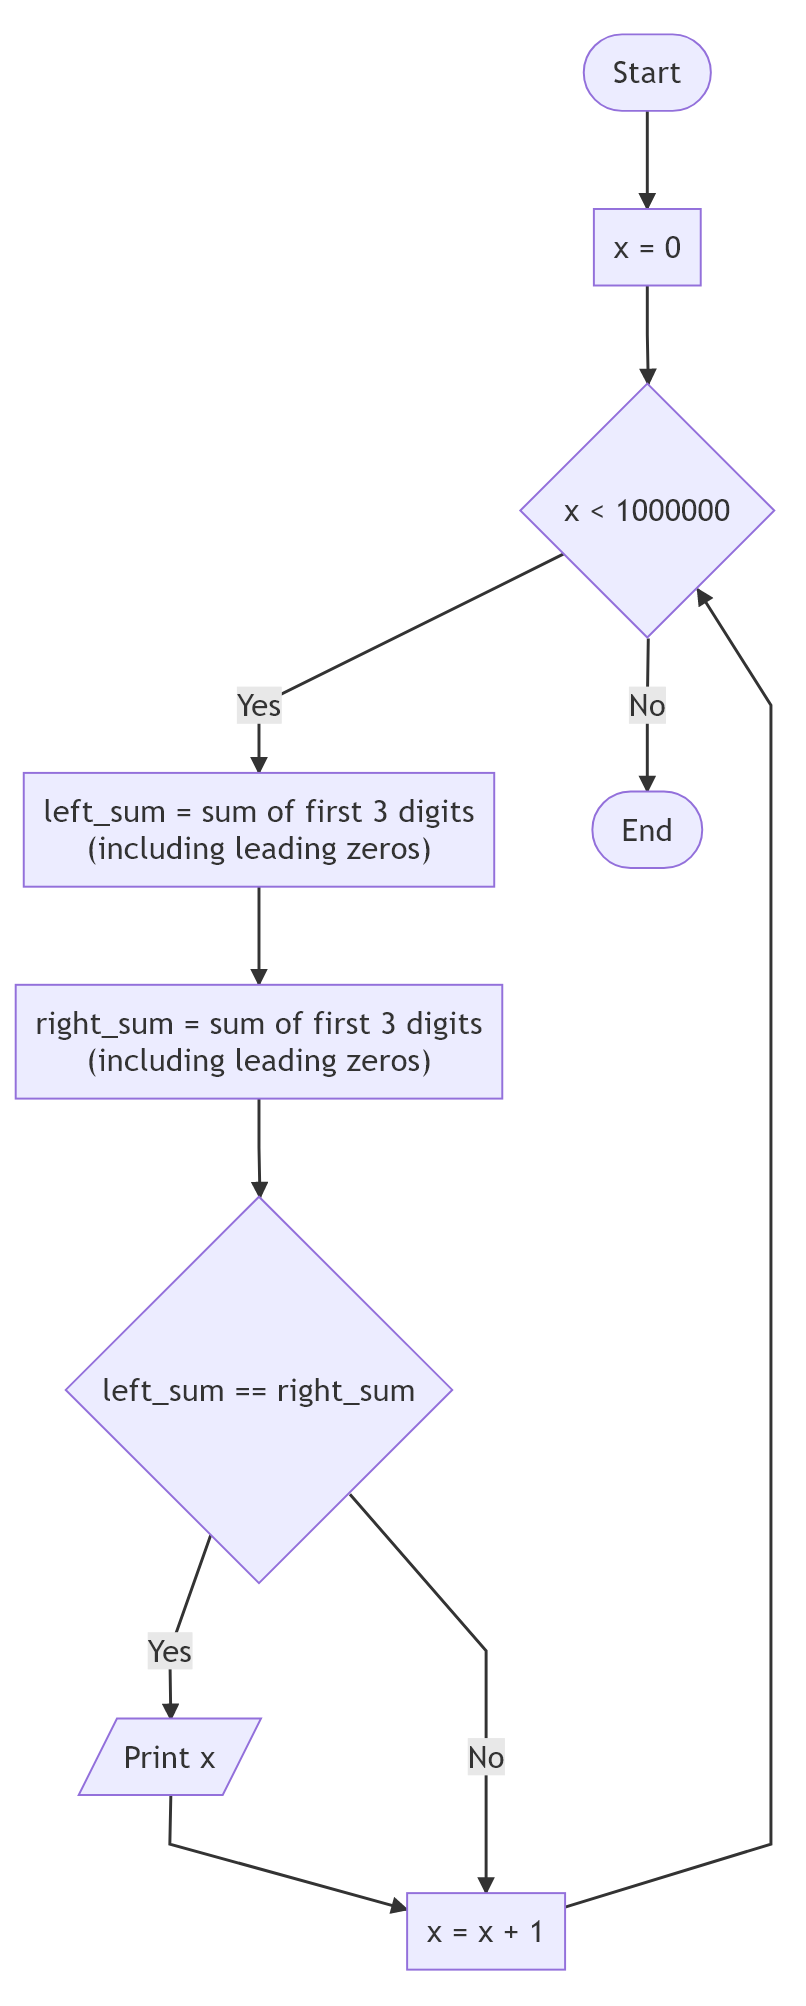 Start
x = 0
x < 1000000
Yes
No
left_sum = sum of first 3 digits
(including leading zeros)
End
right_sum = sum of first 3 digits
(including leading zeros)
left_sum == right_sum
Yes
Print x
No
x = x + 1